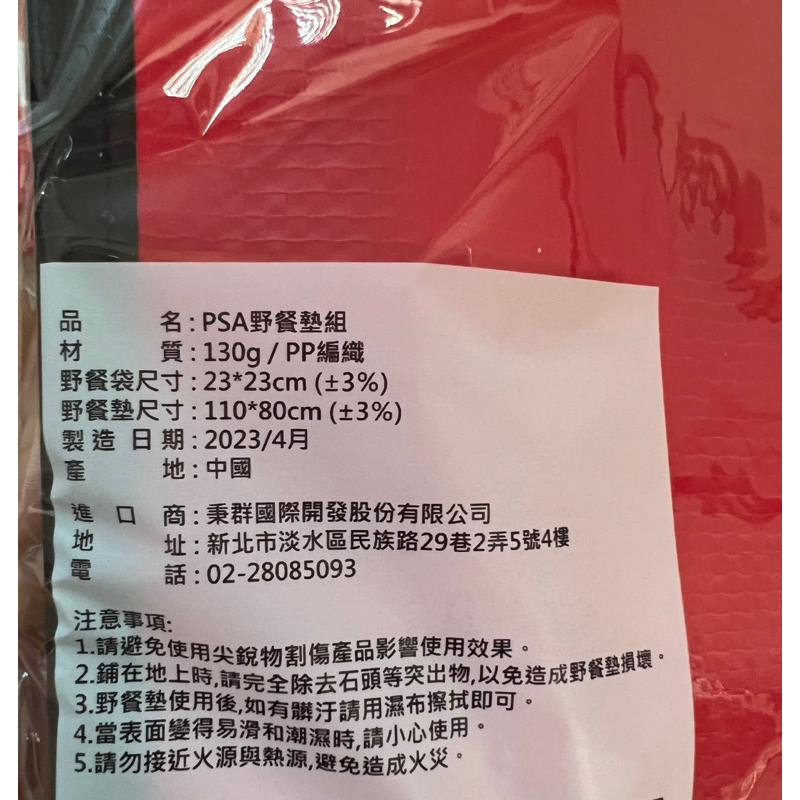 品名:PSA野餐墊組
材質:130g / PP編織
野餐袋尺寸:23*23cm (±3%)
野餐墊尺寸:110*80cm (±3%)
製造日期:2023/4月
產地:中國
進口商:秉群國際開發股份有限公司
地址:新北市淡水區民族路29巷2弄5號4樓
電話:02-28085093
注意事項:
1.請避免使用尖銳物割傷產品影響使用效果。
2.鋪在地上時,請完全除去石頭等突出物,以免造成野餐墊損壞。
3.野餐墊使用後,如有髒汙請用濕布擦拭即可。
4.當表面變得易滑和潮濕時,請小心使用。
5.請勿接近火源與熱源,避免造成火災。